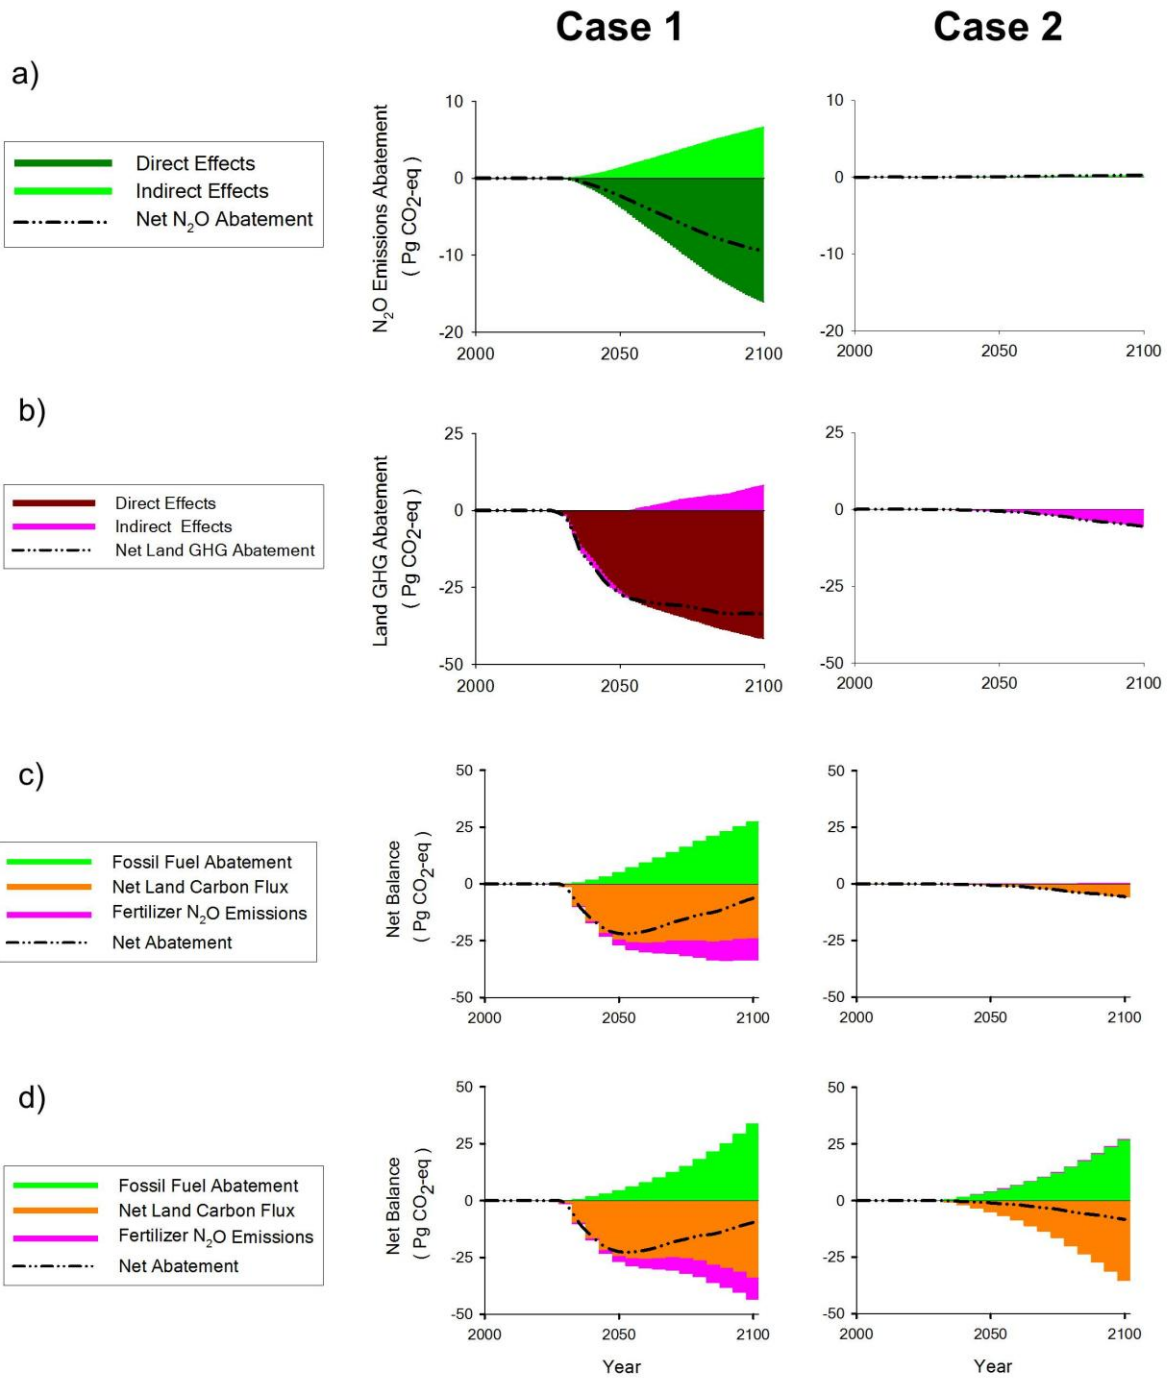 Case 1
Case 2
a)
Direct Effects
Indirect Effects
Net N₂O Abatement
N₂O Emissions Abatement
( Pg CO₂-eq )
10
0
-10
-20
2000
2050
2100
10
0
-10
-20
2000
2050
2100
b)
Direct Effects
Indirect Effects
Net Land GHG Abatement
Land GHG Abatement
( Pg CO₂-eq )
25
0
-25
-50
2000
2050
2100
25
0
-25
-50
2000
2050
2100
c)
Fossil Fuel Abatement
Net Land Carbon Flux
Fertilizer N₂O Emissions
Net Abatement
Net Balance
( Pg CO₂-eq )
50
25
0
-25
-50
2000
2050
2100
50
25
0
-25
-50
2000
2050
2100
d)
Fossil Fuel Abatement
Net Land Carbon Flux
Fertilizer N₂O Emissions
Net Abatement
Net Balance
( Pg CO₂-eq )
50
25
0
-25
-50
2000
2050
2100
Year
50
25
0
-25
-50
2000
2050
2100
Year